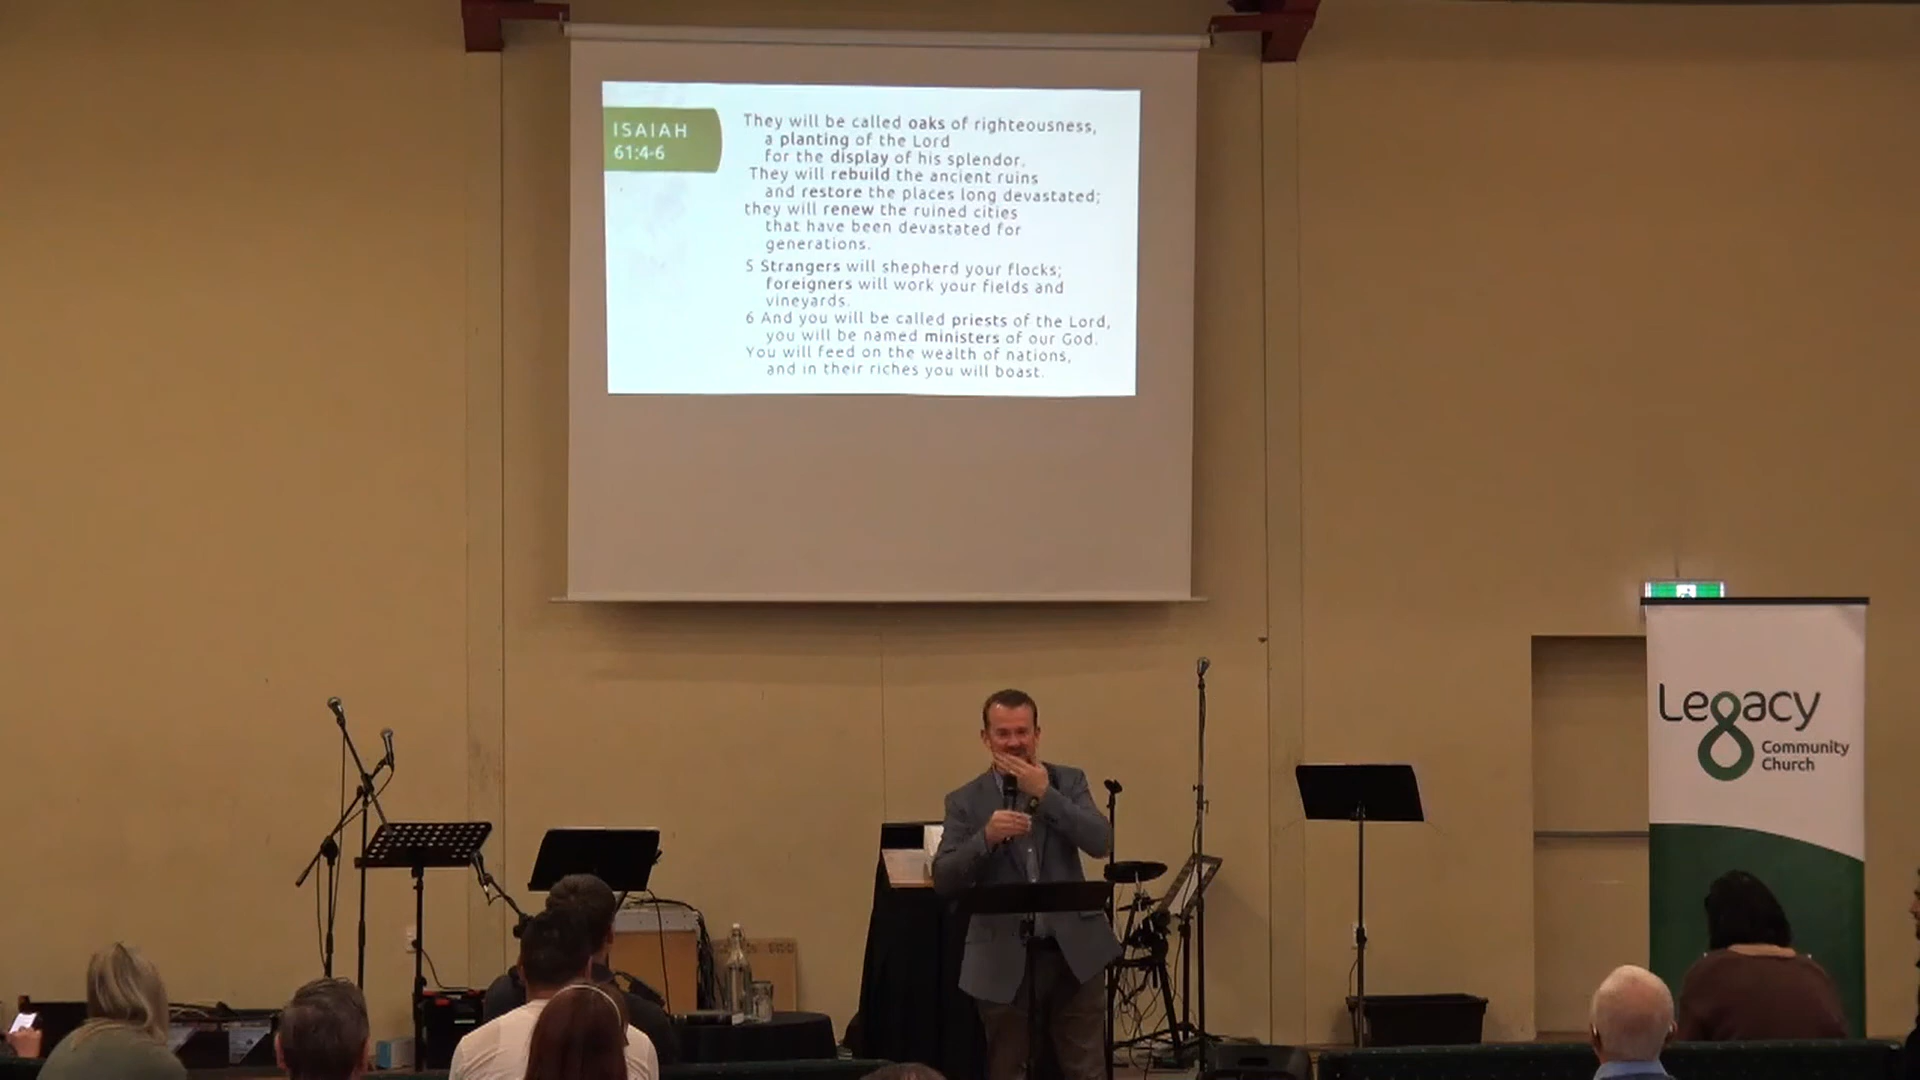 ISAIAH
61:4-6
They will be called oaks of righteousness,
a planting of the Lord
for the display of his splendor.
They will rebuild the ancient ruins
and restore the places long devastated;
they will renew the ruined cities
that have been devastated for
generations.
5 Strangers will shepherd your flocks;
foreigners will work your fields and
vineyards.
6 And you will be called priests of the Lord,
you will be named ministers of our God.
You will feed on the wealth of nations,
and in their riches you will boast.
Legacy
Community
Church